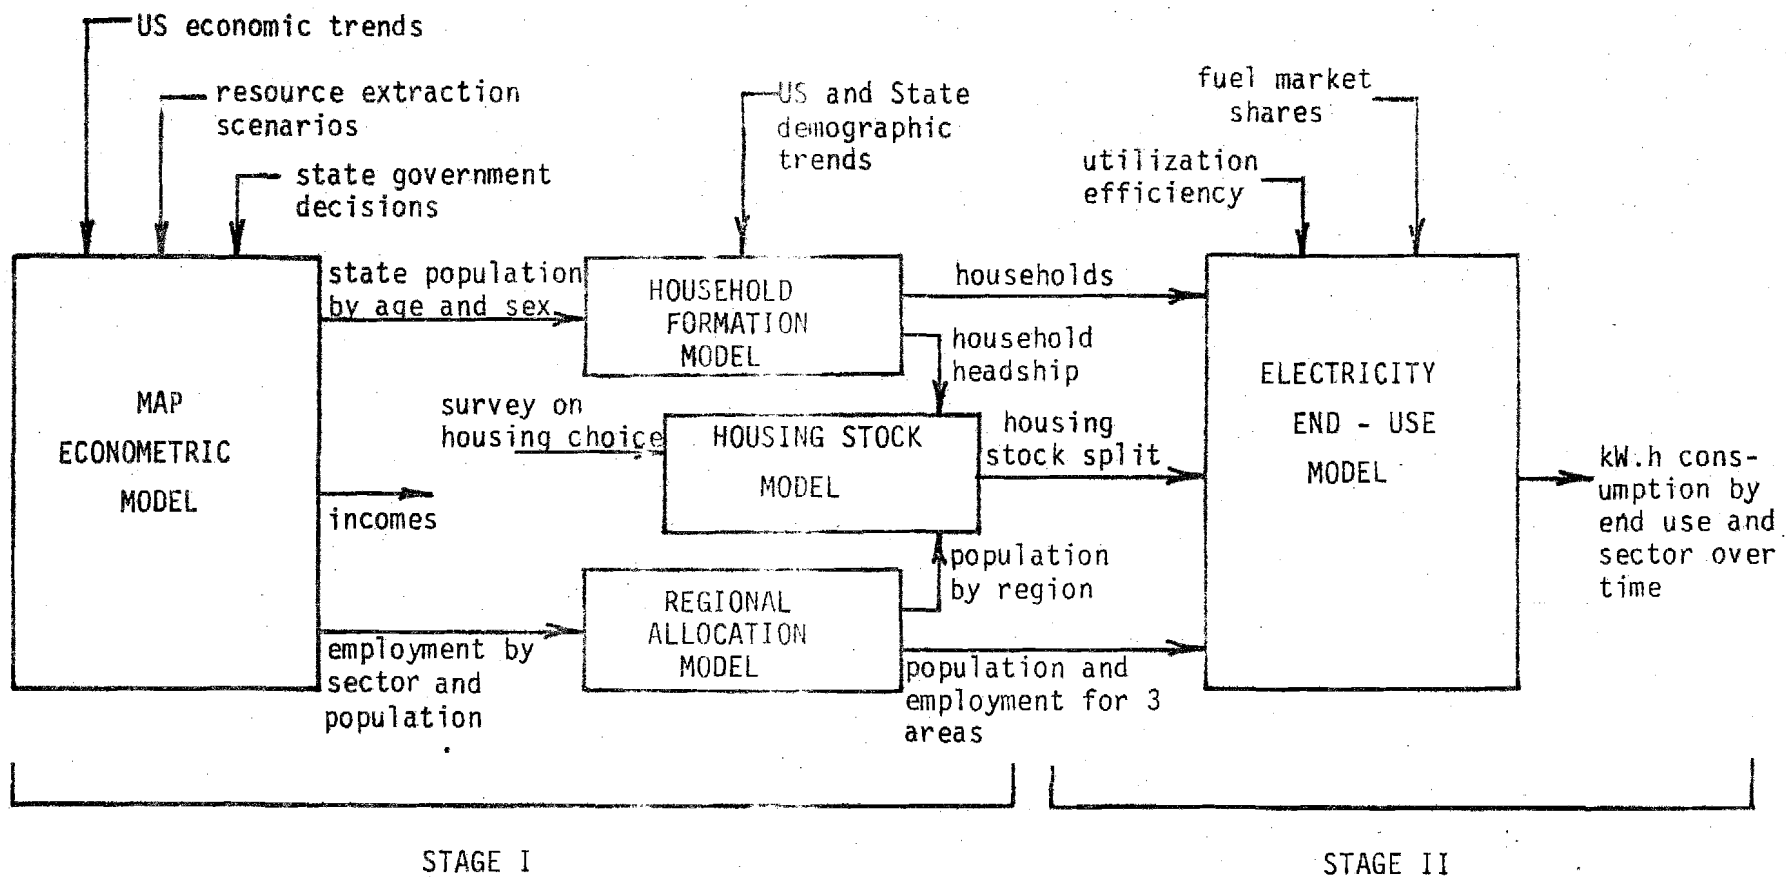 US economic trends
resource extraction
scenarios
state government
decisions
US and State
demographic
trends
fuel market
shares
utilization
efficiency
MAP
ECONOMETRIC
MODEL
state population
by age and sex
HOUSEHOLD
FORMATION
MODEL
households
household
headship
survey on
housing choice
HOUSING STOCK
MODEL
housing
stock split
ELECTRICITY
END - USE
MODEL
incomes
employment by
sector and
population
REGIONAL
ALLOCATION
MODEL
population
by region
population and
employment for 3
areas
kW.h cons-
umption by
end use and
sector over
time
STAGE I
STAGE II